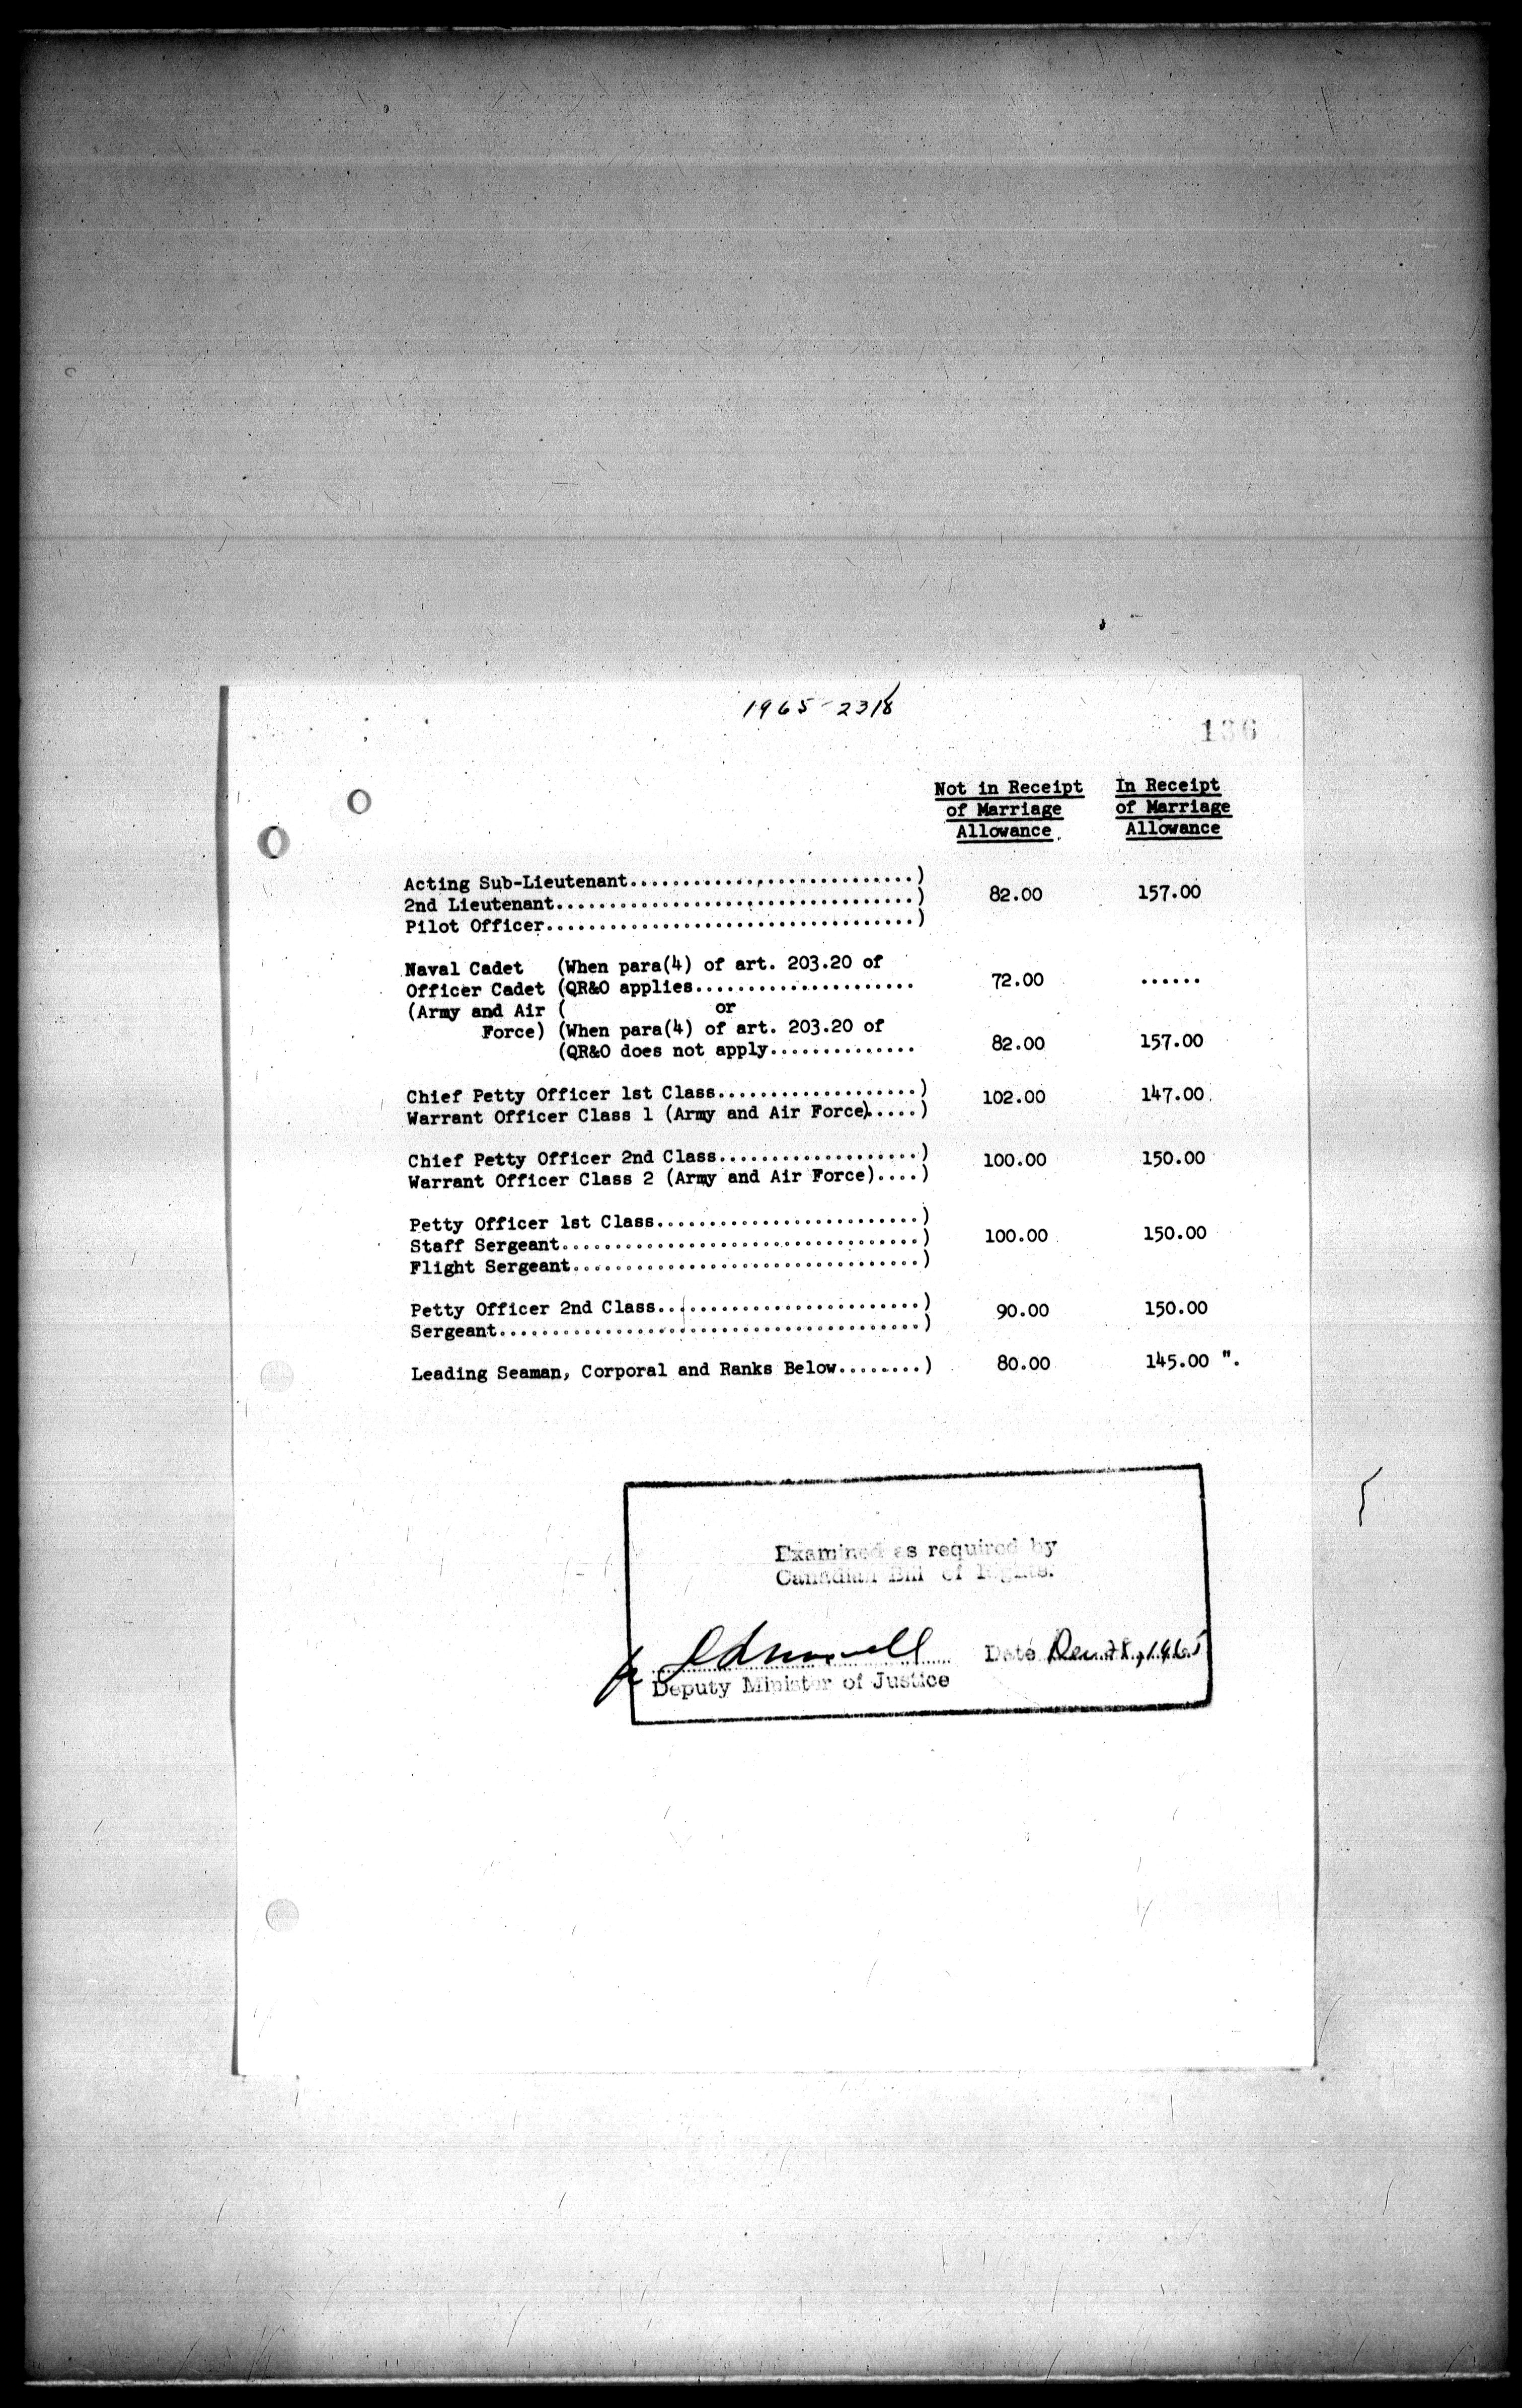 1965-2318
136
Not in Receipt of Marriage Allowance
In Receipt of Marriage Allowance
Acting Sub-Lieutenant...........................)
2nd Lieutenant..................................) 82.00 157.00
Pilot Officer...................................)
Naval Cadet (When para(4) of art. 203.20 of
Officer Cadet (QR&O applies..................... 72.00 ......
(Army and Air ( or
Force) (When para(4) of art. 203.20 of
(QR&O does not apply.............. 82.00 157.00
Chief Petty Officer 1st Class...................) 102.00 147.00
Warrant Officer Class 1 (Army and Air Force).....)
Chief Petty Officer 2nd Class...................) 100.00 150.00
Warrant Officer Class 2 (Army and Air Force)....)
Petty Officer 1st Class.........................)
Staff Sergeant..................................) 100.00 150.00
Flight Sergeant.................................)
Petty Officer 2nd Class.........................) 90.00 150.00
Sergeant........................................)
Leading Seaman, Corporal and Ranks Below........) 80.00 145.00 ".
Examined as required by
Canadian Bill of Rights.
Date Dec. 28, 1965
Deputy Minister of Justice